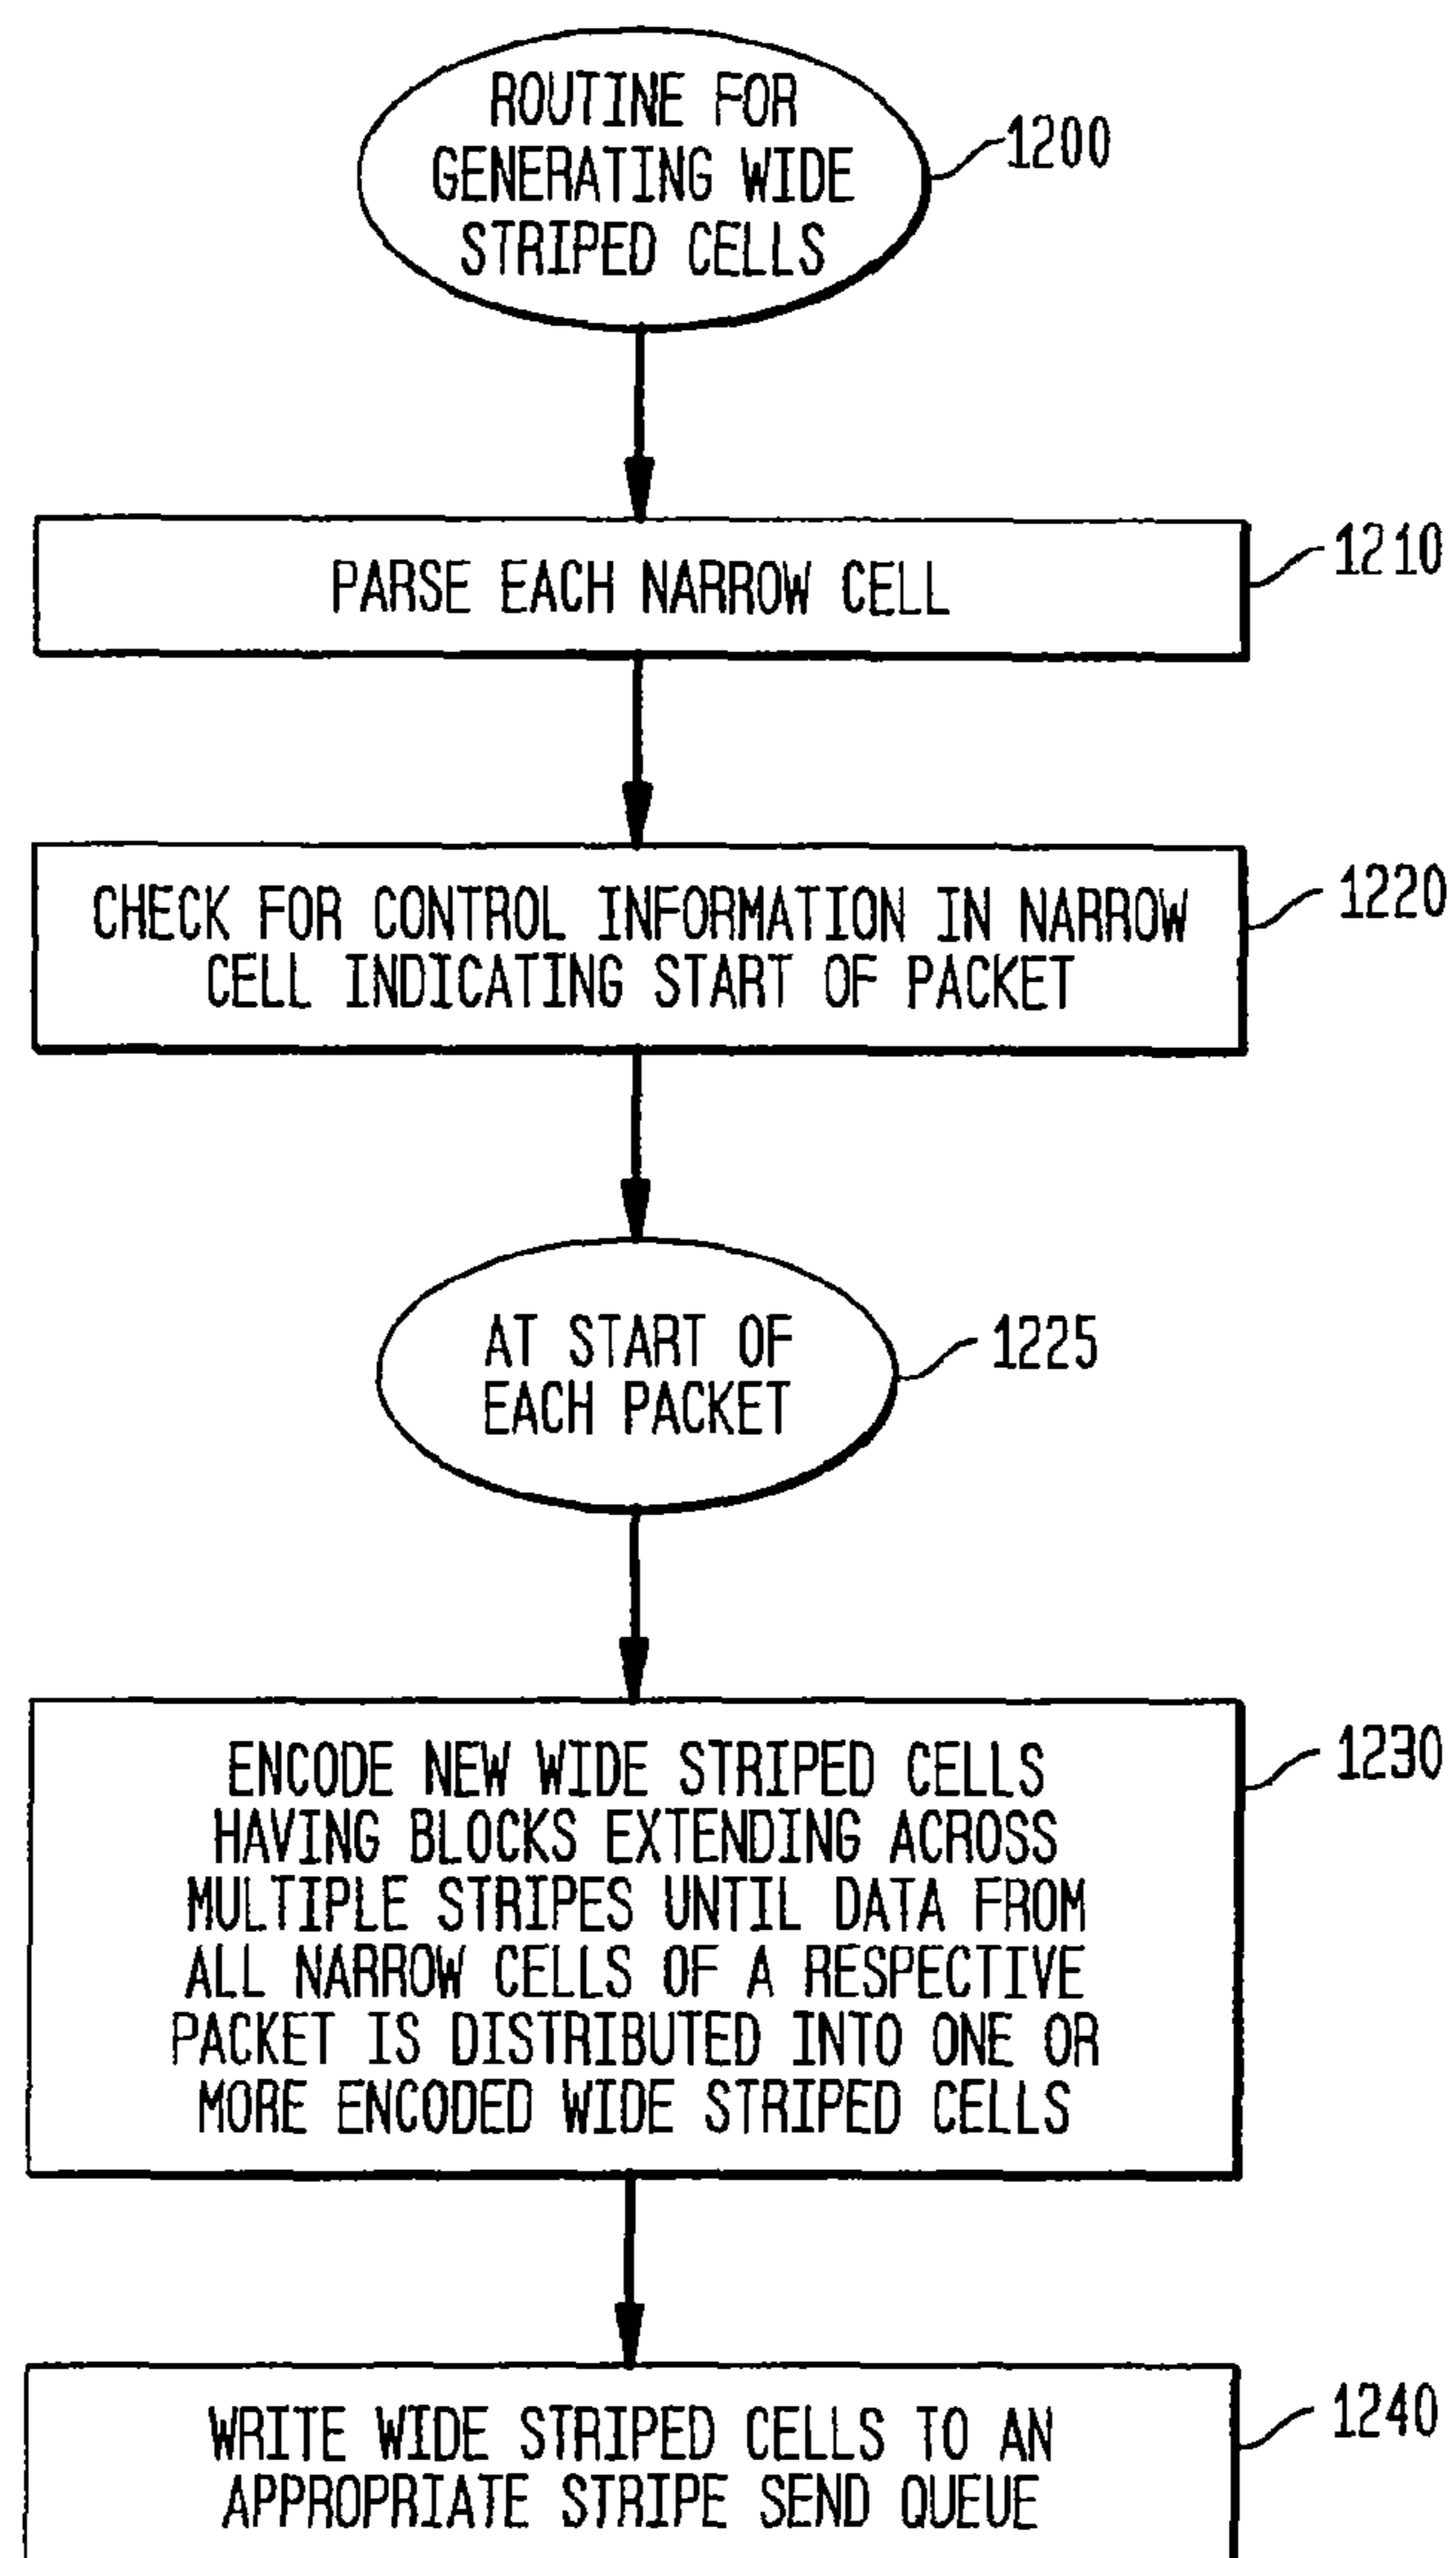 ROUTINE FOR
GENERATING WIDE
STRIPED CELLS
1200
PARSE EACH NARROW CELL
1210
CHECK FOR CONTROL INFORMATION IN NARROW
CELL INDICATING START OF PACKET
1220
AT START OF
EACH PACKET
1225
ENCODE NEW WIDE STRIPED CELLS
HAVING BLOCKS EXTENDING ACROSS
MULTIPLE STRIPES UNTIL DATA FROM
ALL NARROW CELLS OF A RESPECTIVE
PACKET IS DISTRIBUTED INTO ONE OR
MORE ENCODED WIDE STRIPED CELLS
1230
WRITE WIDE STRIPED CELLS TO AN
APPROPRIATE STRIPE SEND QUEUE
1240